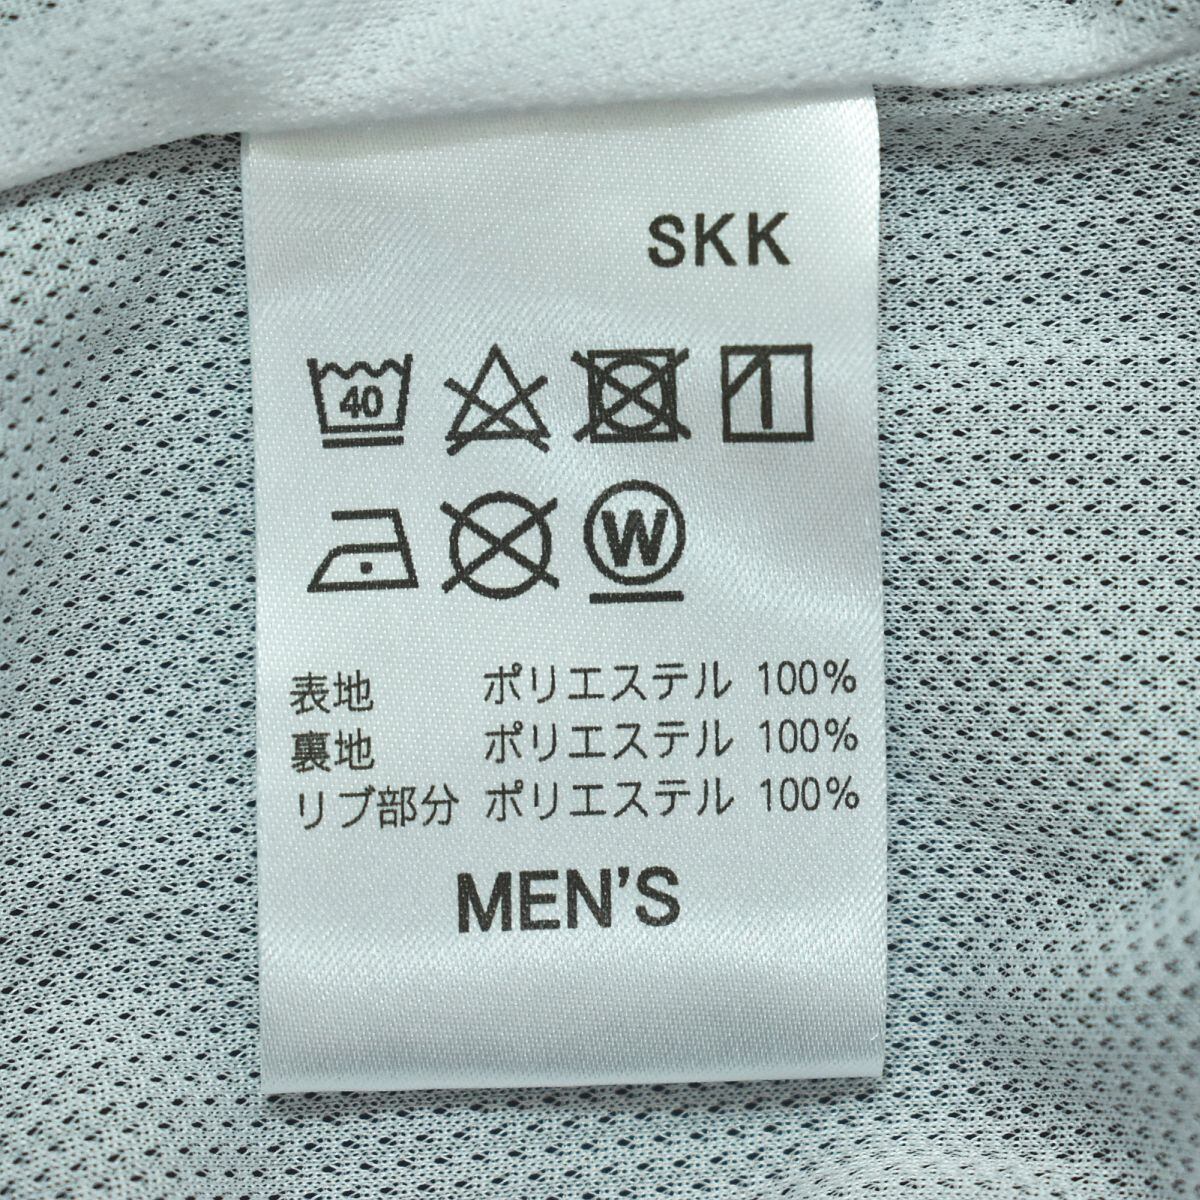 SKK
40
W
表地 ポリエステル 100%
裏地 ポリエステル 100%
リブ部分 ポリエステル 100%
MEN'S